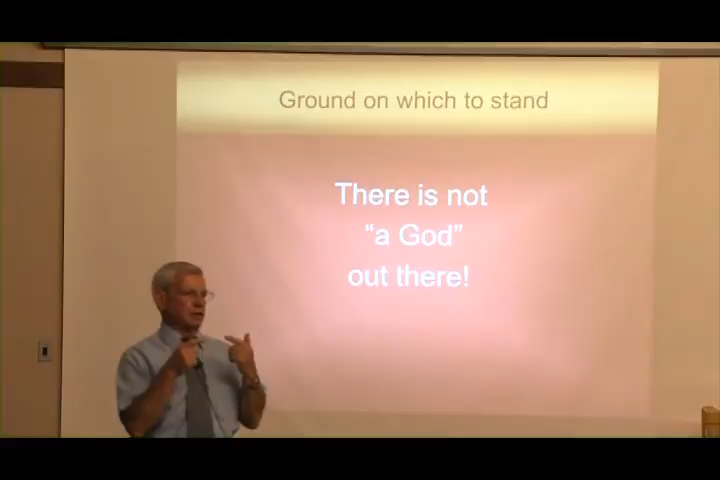 Ground on which to stand
There is not
“a God”
out there!